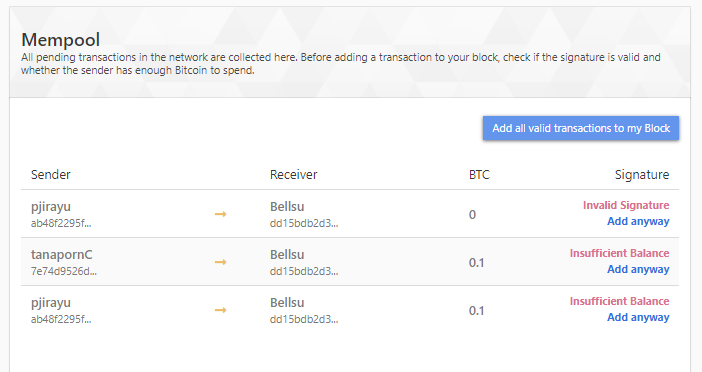 Mempool
All pending transactions in the network are collected here. Before adding a transaction to your block, check if the signature is valid and
whether the sender has enough Bitcoin to spend.
Add all valid transactions to my Block
Sender Receiver BTC Signature
pjirayu → Bellsu 0 Invalid Signature
ab48f2295f... dd15bdb2d3... Add anyway
tanapornC → Bellsu 0.1 Insufficient Balance
7e74d9526d... dd15bdb2d3... Add anyway
pjirayu → Bellsu 0.1 Insufficient Balance
ab48f2295f... dd15bdb2d3... Add anyway